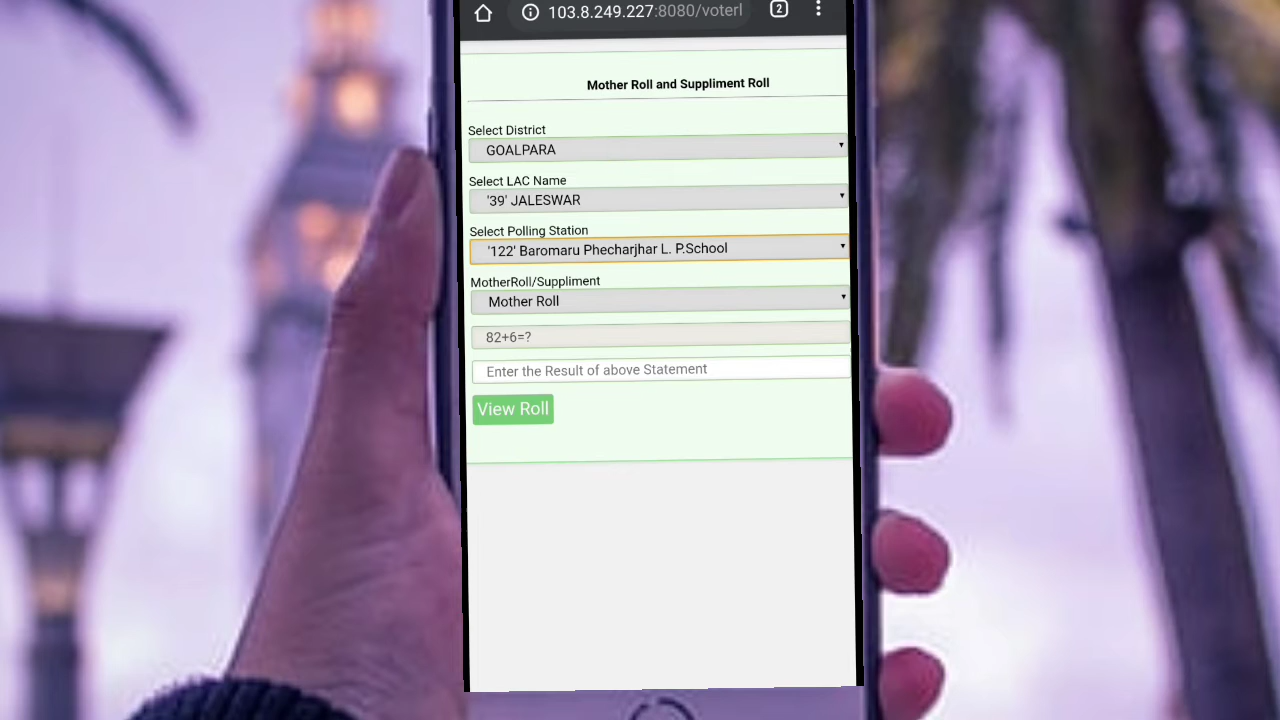 103.8.249.227:8080/voterl
2
Mother Roll and Suppliment Roll
Select District
GOALPARA
Select LAC Name
'39' JALESWAR
Select Polling Station
'122' Baromaru Phecharjhar L. P.School
MotherRoll/Suppliment
Mother Roll
82+6=?
Enter the Result of above Statement
View Roll